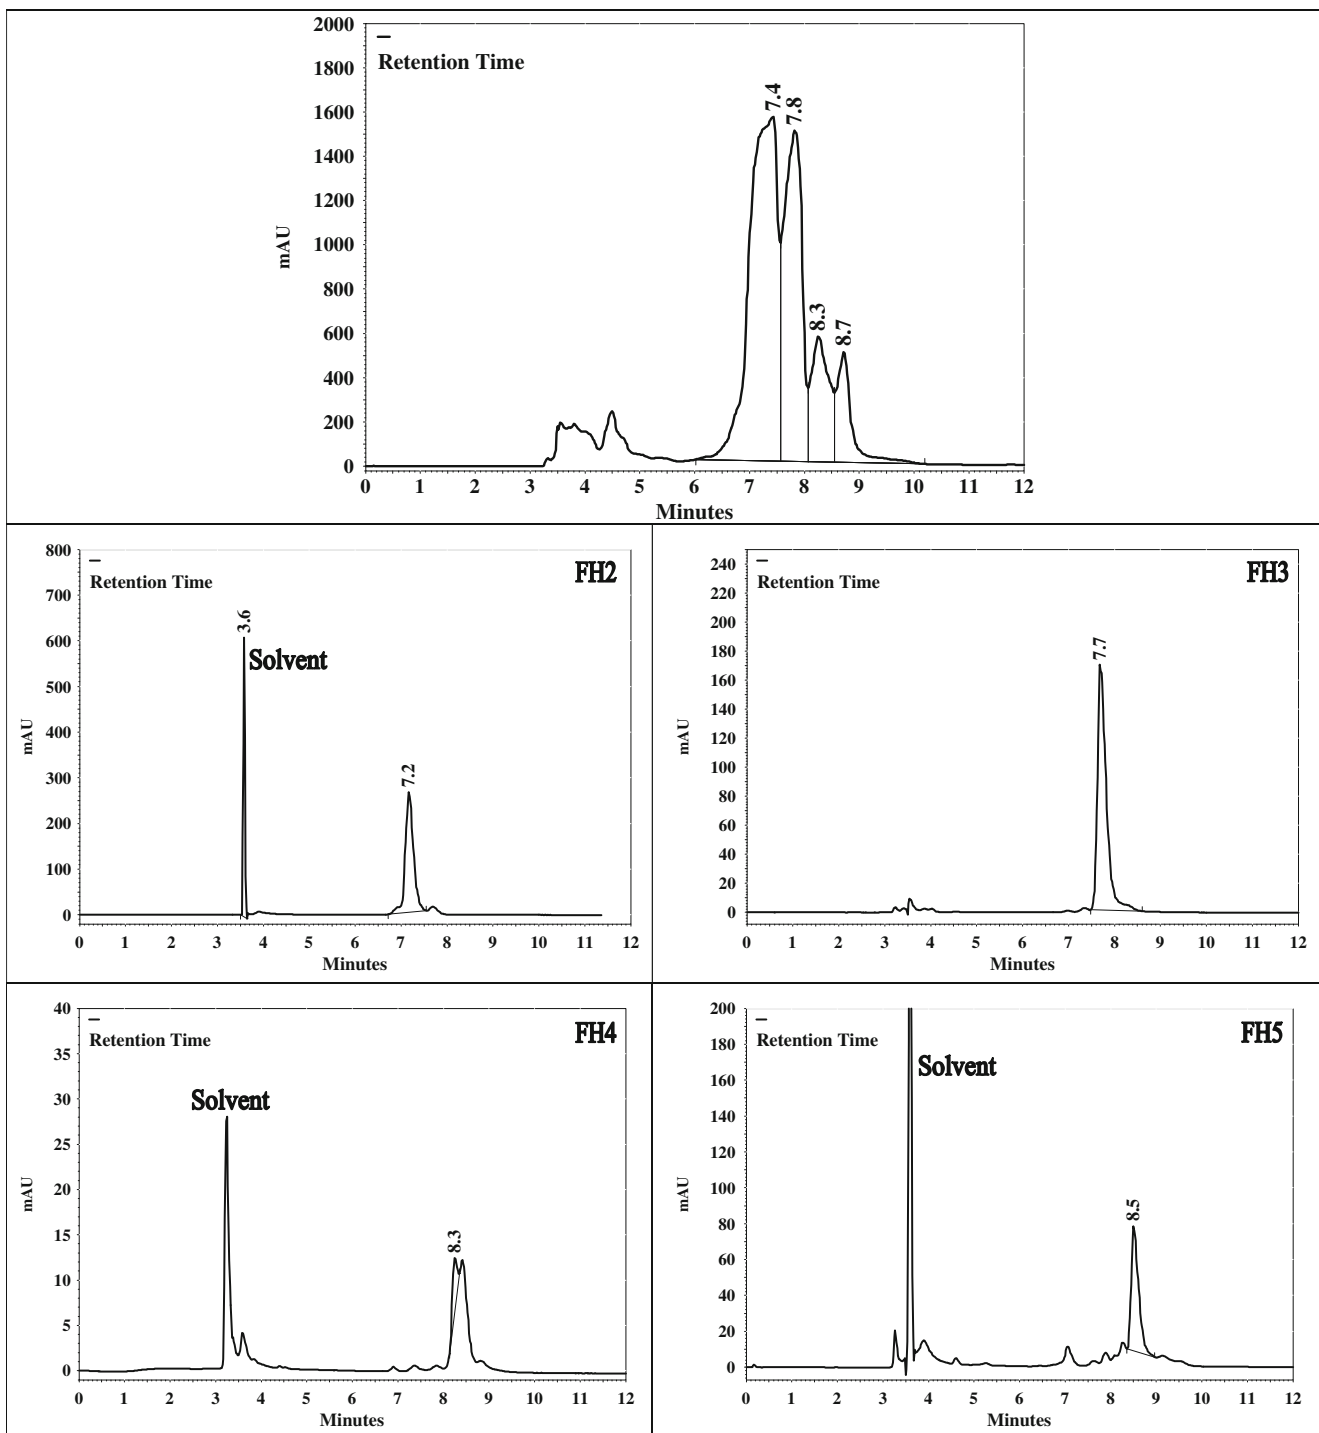 2000
1800
1600
1400
1200
1000
800
600
400
200
0
mAU
Retention Time
7.4
7.8
8.3
8.7
0 1 2 3 4 5 6 7 8 9 10 11 12
Minutes
800
700
600
500
400
300
200
100
0
mAU
Retention Time
FH2
3.6
Solvent
7.2
0 1 2 3 4 5 6 7 8 9 10 11 12
Minutes
240
220
200
180
160
140
120
100
80
60
40
20
0
mAU
Retention Time
FH3
7.7
0 1 2 3 4 5 6 7 8 9 10 11 12
Minutes
40
35
30
25
20
15
10
5
0
mAU
Retention Time
FH4
Solvent
8.3
0 1 2 3 4 5 6 7 8 9 10 11 12
Minutes
200
180
160
140
120
100
80
60
40
20
0
mAU
Retention Time
FH5
Solvent
8.5
0 1 2 3 4 5 6 7 8 9 10 11 12
Minutes